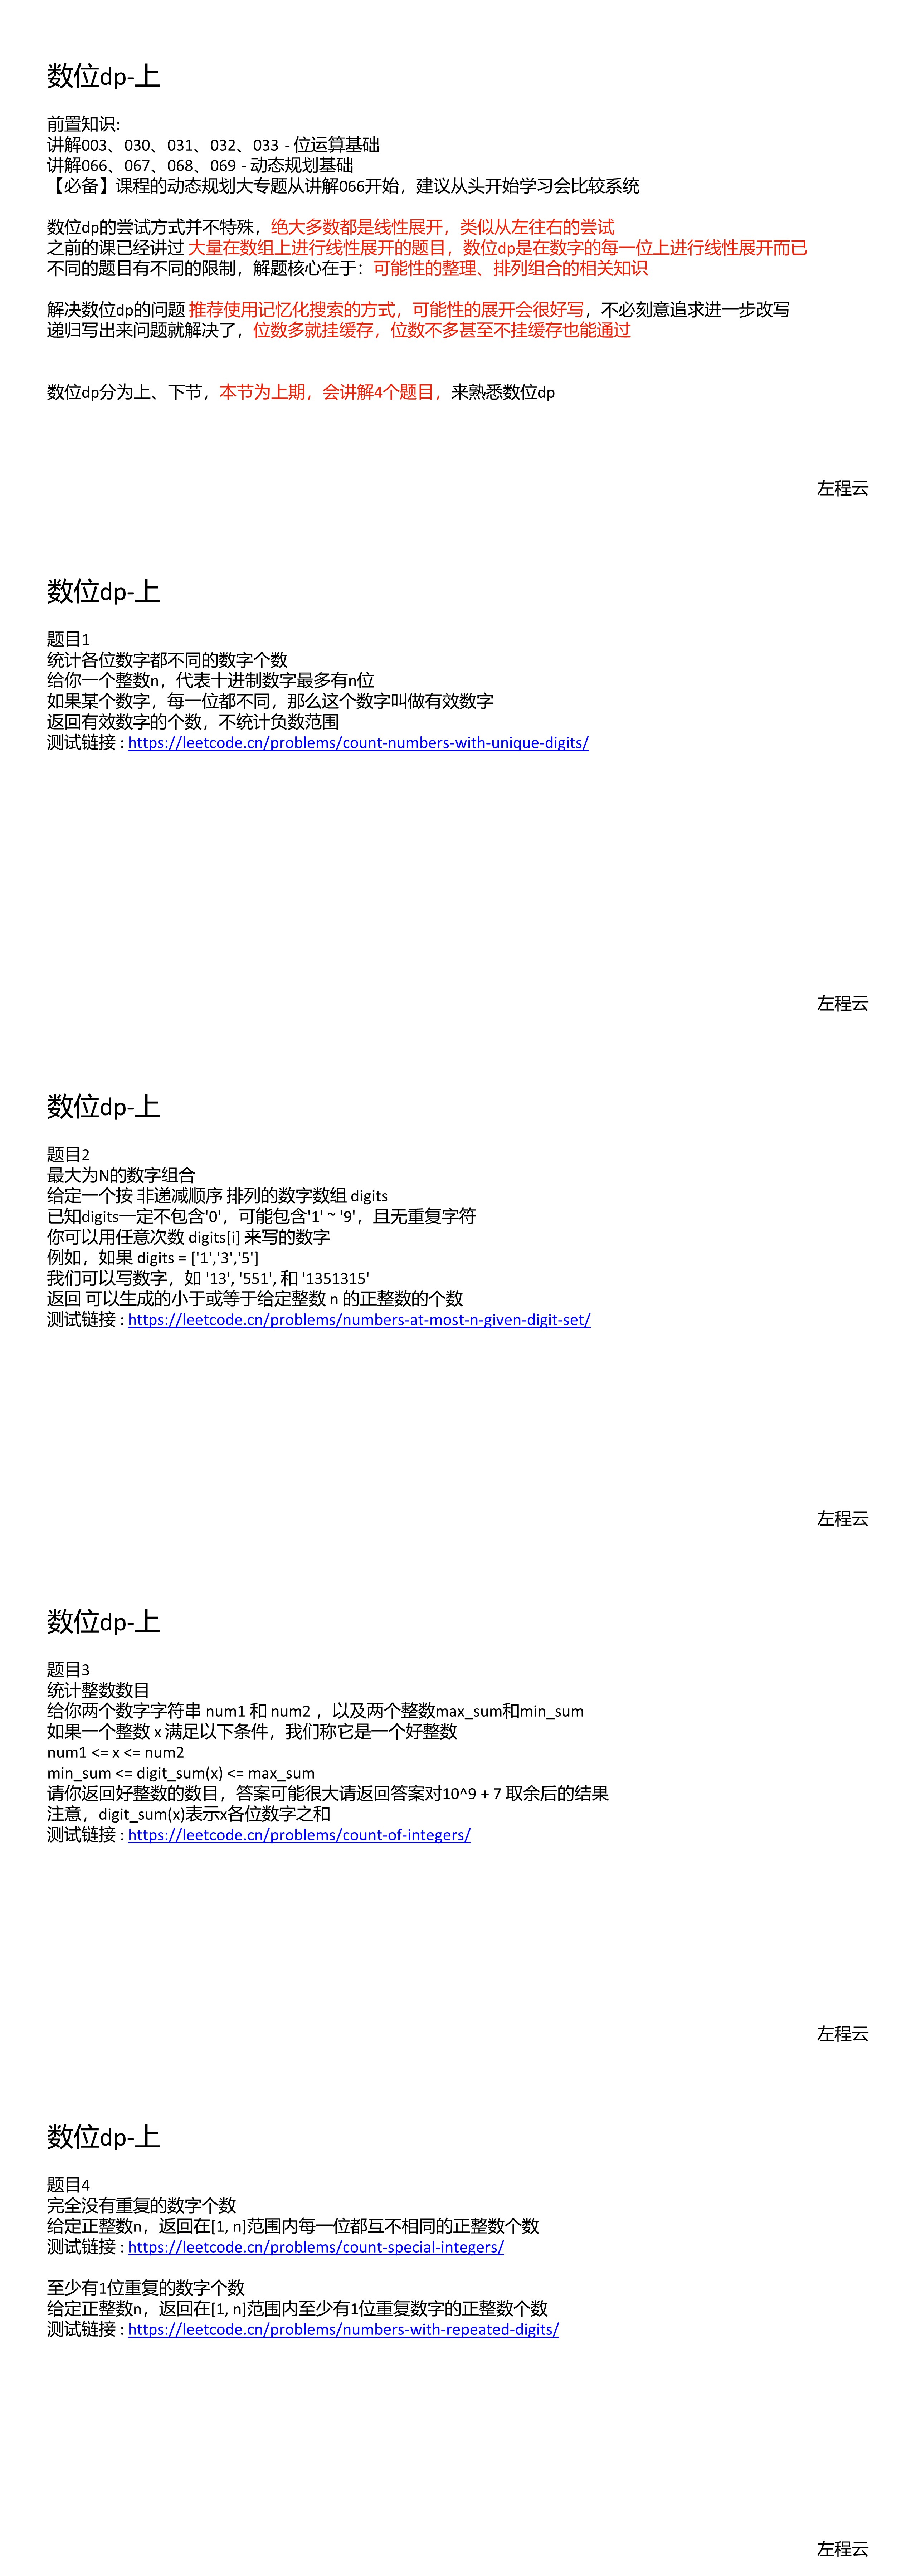 数位dp-上
前置知识:
讲解003、030、031、032、033 - 位运算基础
讲解066、067、068、069 - 动态规划基础
【必备】课程的动态规划大专题从讲解066开始，建议从头开始学习会比较系统
数位dp的尝试方式并不特殊，绝大多数都是线性展开，类似从左往右的尝试
之前的课已经讲过 大量在数组上进行线性展开的题目，数位dp是在数字的每一位上进行线性展开而已
不同的题目有不同的限制，解题核心在于：可能性的整理、排列组合的相关知识
解决数位dp的问题 推荐使用记忆化搜索的方式，可能性的展开会很好写，不必刻意追求进一步改写
递归写出来问题就解决了，位数多就挂缓存，位数不多甚至不挂缓存也能通过
数位dp分为上、下节，本节为上期，会讲解4个题目，来熟悉数位dp
左程云
数位dp-上
题目1
统计各位数字都不同的数字个数
给你一个整数n，代表十进制数字最多有n位
如果某个数字，每一位都不同，那么这个数字叫做有效数字
返回有效数字的个数，不统计负数范围
测试链接 : https://leetcode.cn/problems/count-numbers-with-unique-digits/
左程云
数位dp-上
题目2
最大为N的数字组合
给定一个按 非递减顺序 排列的数字数组 digits
已知digits一定不包含'0'，可能包含'1' ~ '9'，且无重复字符
你可以用任意次数 digits[i] 来写的数字
例如，如果 digits = ['1','3','5']
我们可以写数字，如 '13', '551', 和 '1351315'
返回 可以生成的小于或等于给定整数 n 的正整数的个数
测试链接 : https://leetcode.cn/problems/numbers-at-most-n-given-digit-set/
左程云
数位dp-上
题目3
统计整数数目
给你两个数字字符串 num1 和 num2 ，以及两个整数max_sum和min_sum
如果一个整数 x 满足以下条件，我们称它是一个好整数
num1 <= x <= num2
min_sum <= digit_sum(x) <= max_sum
请你返回好整数的数目，答案可能很大请返回答案对10^9 + 7 取余后的结果
注意，digit_sum(x)表示x各位数字之和
测试链接 : https://leetcode.cn/problems/count-of-integers/
左程云
数位dp-上
题目4
完全没有重复的数字个数
给定正整数n，返回在[1, n]范围内每一位都互不相同的正整数个数
测试链接 : https://leetcode.cn/problems/count-special-integers/
至少有1位重复的数字个数
给定正整数n，返回在[1, n]范围内至少有1位重复数字的正整数个数
测试链接 : https://leetcode.cn/problems/numbers-with-repeated-digits/
左程云